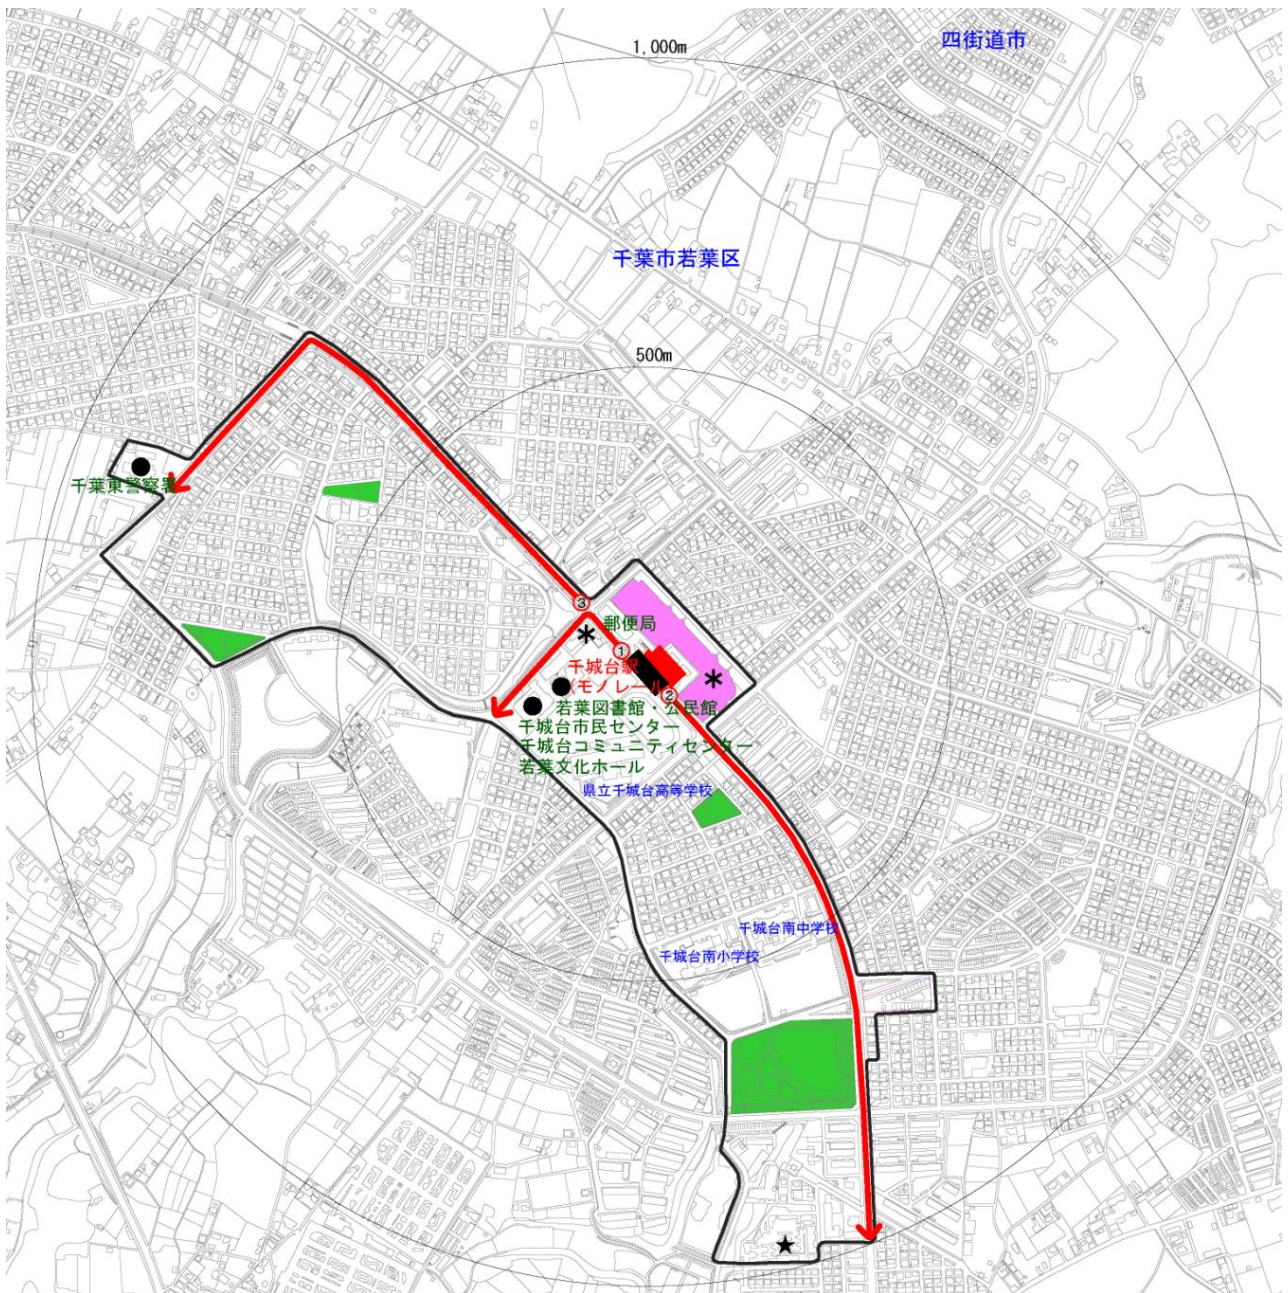 四街道市
1,000m
千葉市若葉区
500m
千葉東警察署
③
郵便局
①
千城台駅
(モノレール
②
若葉図書館・公民館
千城台市民センター
千城台コミュニティセンター
若葉文化ホール
県立千城台高等学校
千城台南中学校
千城台南小学校